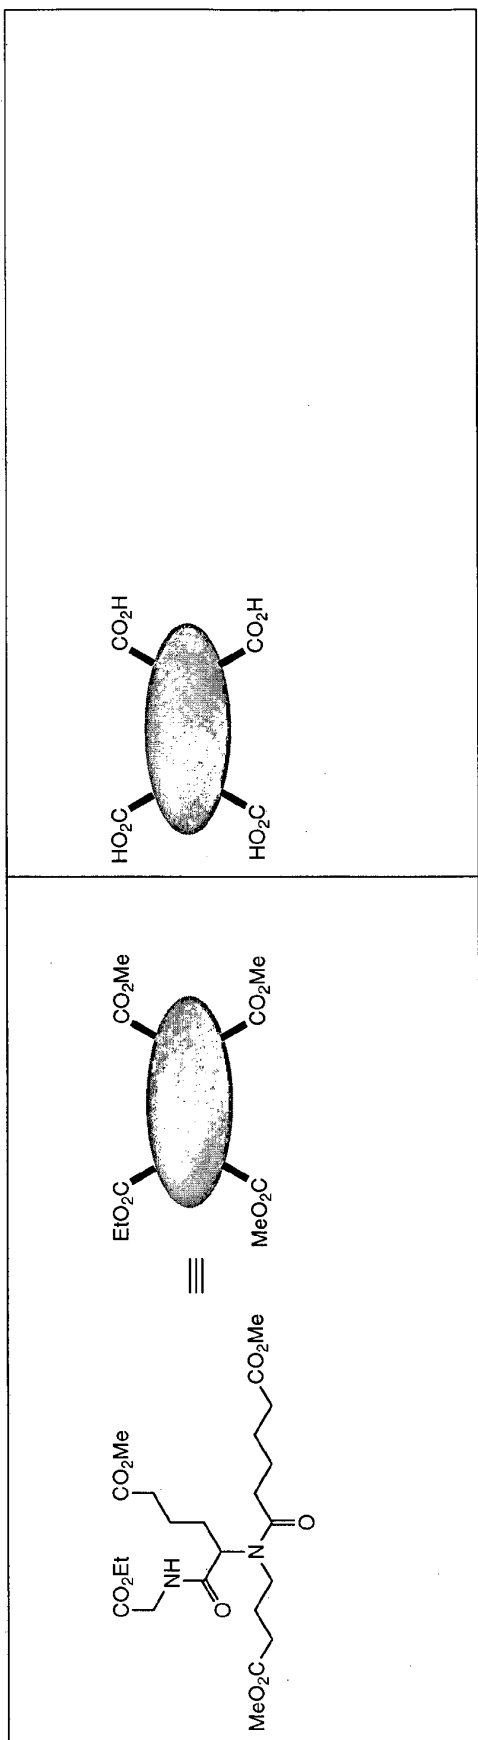 CO₂Et
CO₂Me
NH
O
MeO₂C
N
CO₂Me
O
≡
EtO₂C
CO₂Me
MeO₂C
CO₂Me
HO₂C
CO₂H
HO₂C
CO₂H